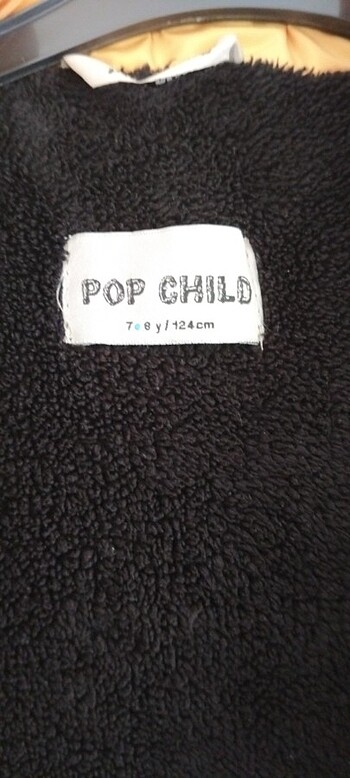 POP CHILD
7-8 y / 124cm